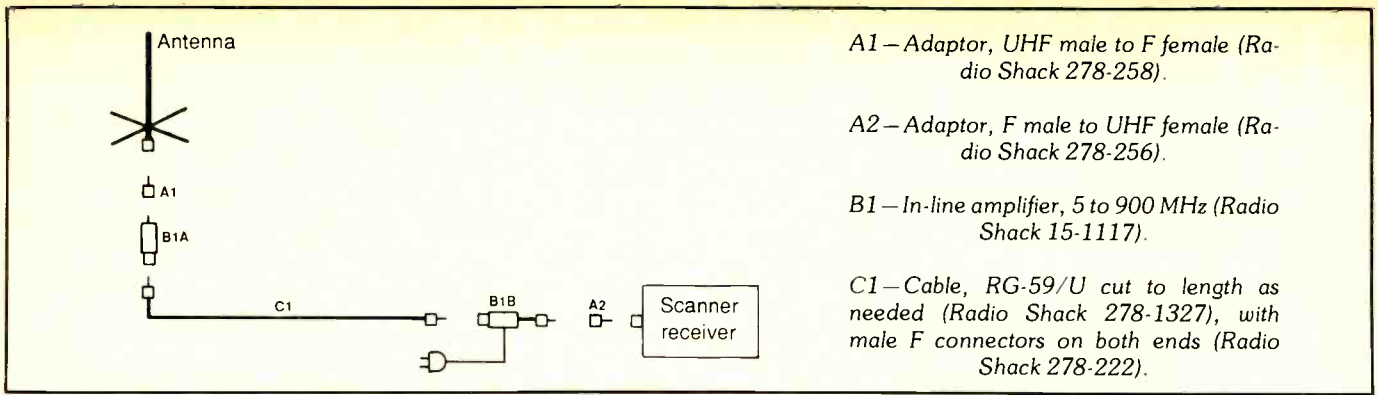 Antenna
A1
B1A
C1
B1B
A2
Scanner
receiver
A1—Adaptor, UHF male to F female (Ra-
dio Shack 278-258).
A2—Adaptor, F male to UHF female (Ra-
dio Shack 278-256).
B1—In-line amplifier, 5 to 900 MHz (Radio
Shack 15-1117).
C1—Cable, RG-59/U cut to length as
needed (Radio Shack 278-1327), with
male F connectors on both ends (Radio
Shack 278-222).